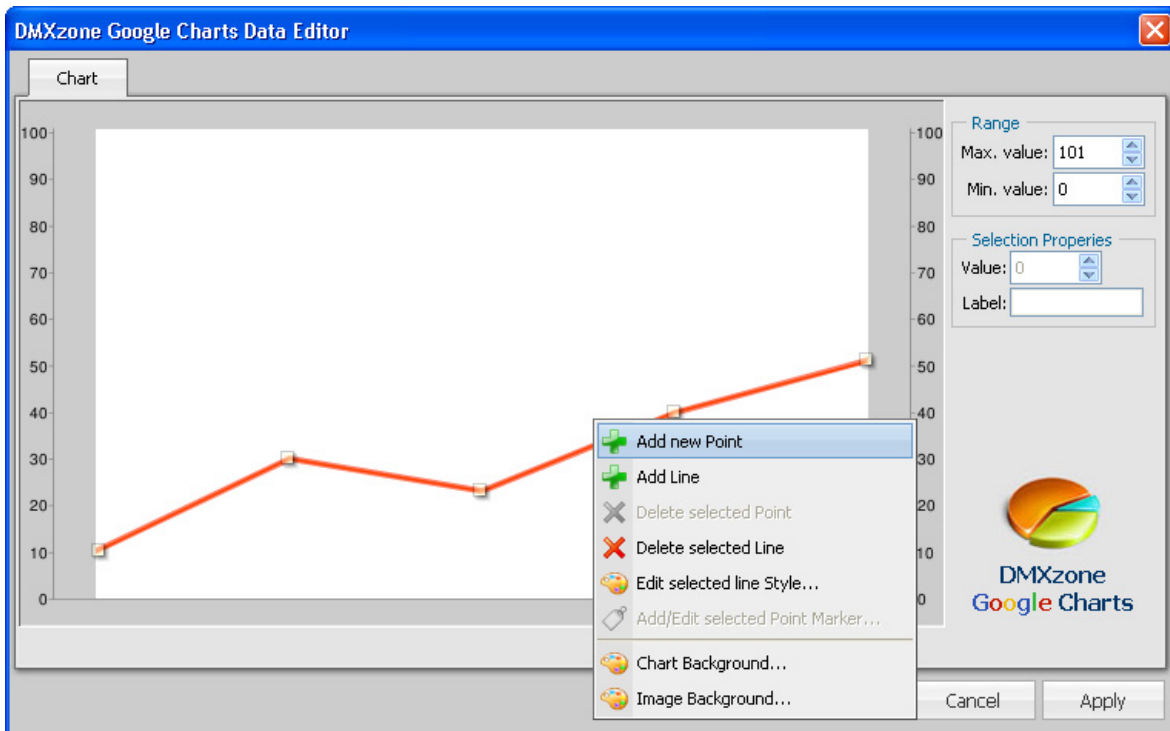 DMXzone Google Charts Data Editor
Chart
100
90
80
70
60
50
40
30
20
10
0
100
90
80
70
60
50
40
30
20
10
0
Range
Max. value: 101
Min. value: 0
Selection Properies
Value: 0
Label:
Add new Point
Add Line
Delete selected Point
Delete selected Line
Edit selected line Style...
Add/Edit selected Point Marker...
Chart Background...
Image Background...
DMXzone
Google Charts
Cancel
Apply